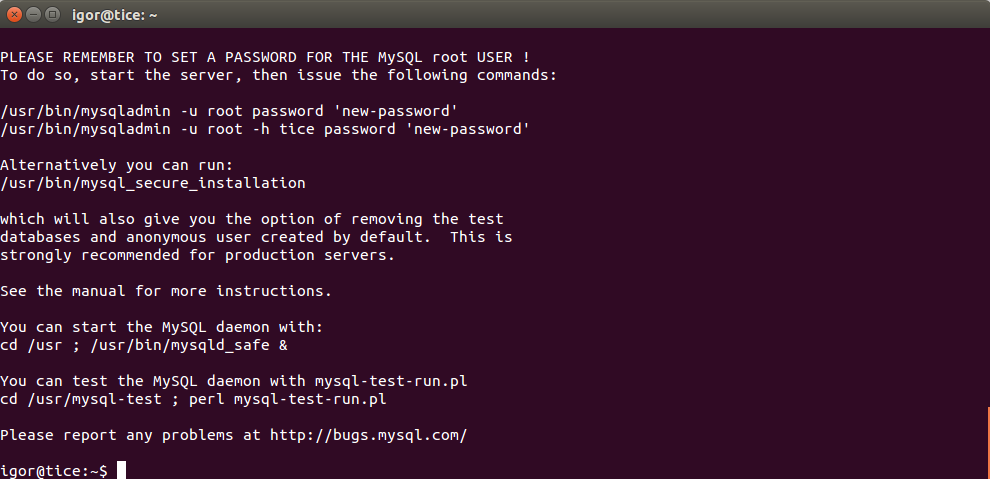 igor@tice: ~
PLEASE REMEMBER TO SET A PASSWORD FOR THE MySQL root USER !
To do so, start the server, then issue the following commands:
/usr/bin/mysqladmin -u root password 'new-password'
/usr/bin/mysqladmin -u root -h tice password 'new-password'
Alternatively you can run:
/usr/bin/mysql_secure_installation
which will also give you the option of removing the test
databases and anonymous user created by default.  This is
strongly recommended for production servers.
See the manual for more instructions.
You can start the MySQL daemon with:
cd /usr ; /usr/bin/mysqld_safe &
You can test the MySQL daemon with mysql-test-run.pl
cd /usr/mysql-test ; perl mysql-test-run.pl
Please report any problems at http://bugs.mysql.com/
igor@tice:~$